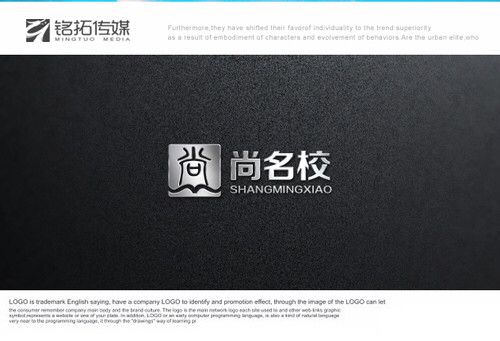 铭拓传媒
MINGTUO MEDIA
Furthermore,they have shifted their favorof individuality to the trend superiority
as a result of embodiment of characters and evolvement of behaviors.Are the urban elite,who
尚名校
SHANGMINGXIAO
LOGO is trademark English saying, have a company LOGO to identify and promotion effect, through the image of the LOGO can let
the consumer remember company main body and the brand culture. The logo is the main network logo each site used to and other web links graphic
symbol,represents a website or one of your plate. In addition, LOGO or an early computer programming language, is also a kind of natural language
very near to the programming language, it through the "drawings" way of learning pr